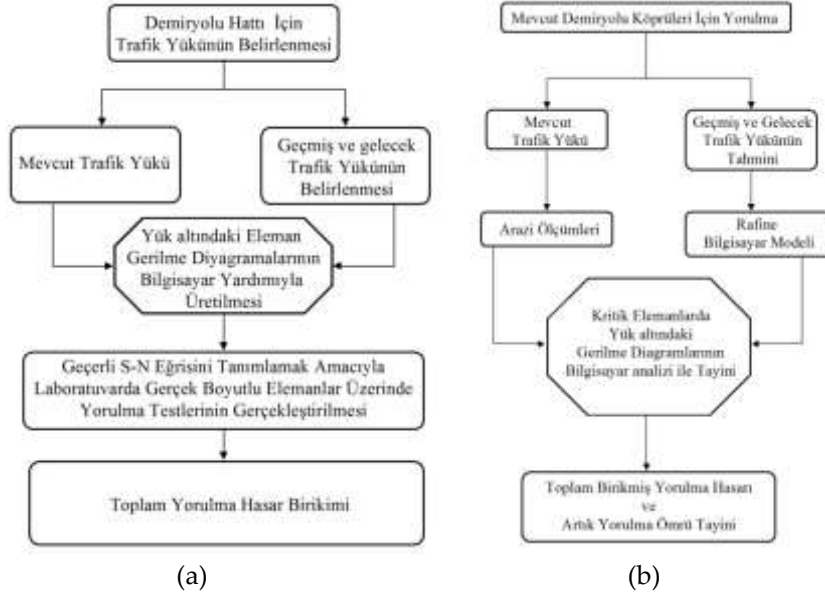 Demiryolu Hattı İçin
Trafik Yükünün Belirlenmesi
Mevcut Trafik Yükü
Geçmiş ve gelecek
Trafik Yükünün
Belirlenmesi
Yük altındaki Eleman
Gerilme Diyagramalarının
Bilgisayar Yardımıyla
Üretilmesi
Geçerli S-N Eğrisini Tanımlamak Amacıyla
Laboratuvarda Gerçek Boyutlu Elemanlar Üzerinde
Yorulma Testlerinin Gerçekleştirilmesi
Toplam Yorulma Hasar Birikimi
(a)
Mevcut Demiryolu Köprüleri İçin Yorulma
Mevcut
Trafik Yükü
Geçmiş ve Gelecek
Trafik Yükünün
Tahmini
Arazi Ölçümleri
Rafine
Bilgisayar Modeli
Kritik Elemanlarda
Yük altındaki
Gerilme Diagramlarının
Bilgisayar analizi ile Tayini
Toplam Birikmiş Yorulma Hasarı
ve
Artık Yorulma Ömrü Tayini
(b)